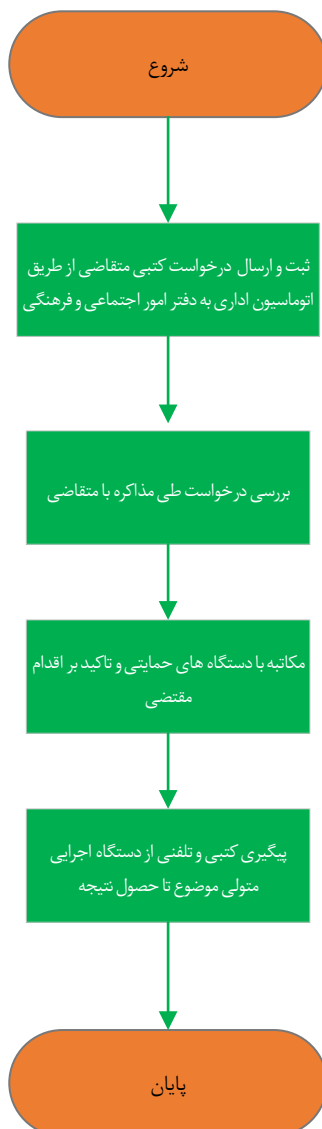 شروع
ثبت و ارسال درخواست کتبی متقاضی از طریق
اتوماسیون اداری به دفتر امور اجتماعی و فرهنگی
بررسی درخواست طی مذاکره با متقاضی
مکاتبه با دستگاه های حمایتی و تاکید بر اقدام
مقتضی
پیگیری کتبی و تلفنی از دستگاه اجرایی
متولی موضوع تا حصول نتیجه
پایان